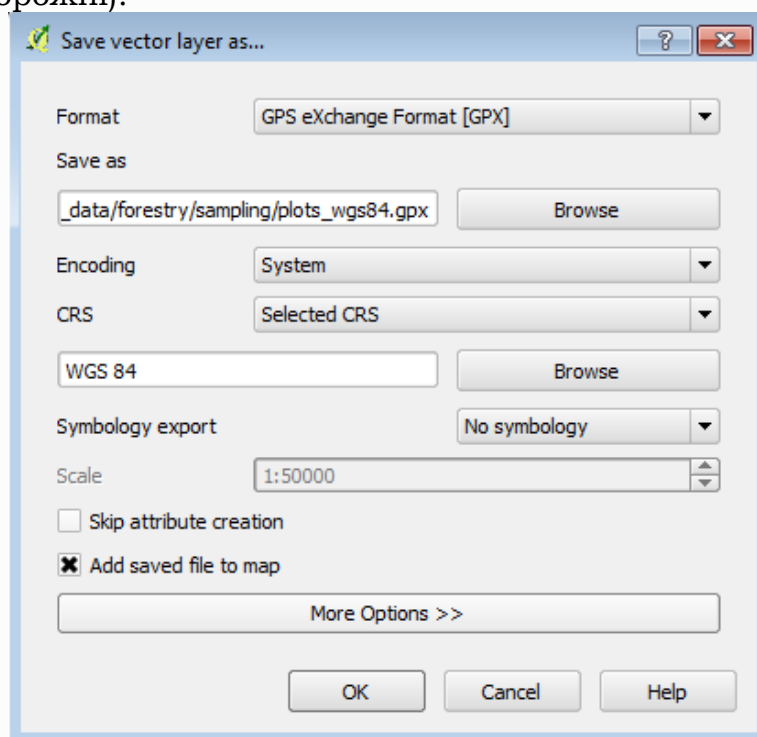 Save vector layer as...
Format GPS eXchange Format [GPX]
Save as
_data/forestry/sampling/plots_wgs84.gpx Browse
Encoding System
CRS Selected CRS
WGS 84 Browse
Symbology export No symbology
Scale 1:50000
Skip attribute creation
Add saved file to map
More Options >>
OK Cancel Help